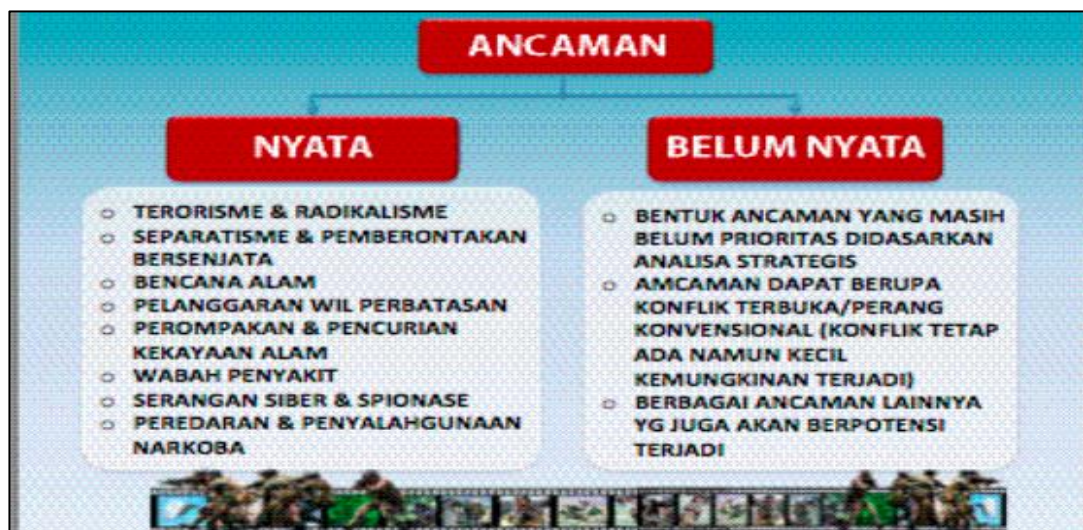 ANCAMAN
NYATA
○ TERORISME & RADIKALISME
○ SEPARATISME & PEMBERONTAKAN
BERSENJATA
○ BENCANA ALAM
○ PELANGGARAN WIL PERBATASAN
○ PEROMPAKAN & PENCURIAN
KEKAYAAN ALAM
○ WABAH PENYAKIT
○ SERANGAN SIBER & SPIONASE
○ PEREDARAN & PENYALAHGUNAAN
NARKOBA
BELUM NYATA
○ BENTUK ANCAMAN YANG MASIH
BELUM PRIORITAS DIDASARKAN
ANALISA STRATEGIS
○ AMCAMAN DAPAT BERUPA
KONFLIK TERBUKA/PERANG
KONVENSIONAL (KONFLIK TETAP
ADA NAMUN KECIL
KEMUNGKINAN TERJADI)
○ BERBAGAI ANCAMAN LAINNYA
YG JUGA AKAN BERPOTENSI
TERJADI